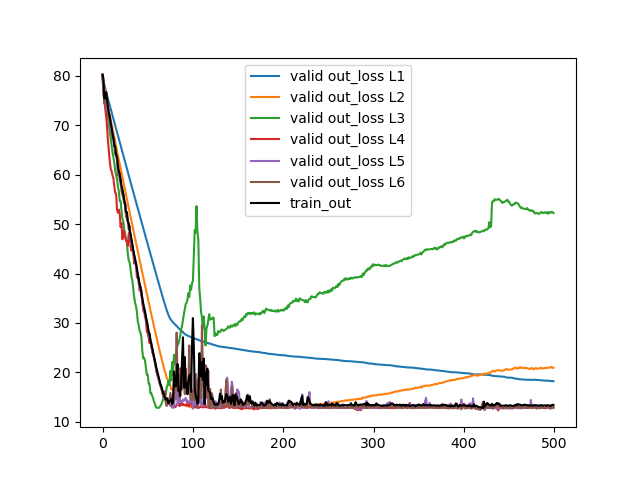 80
70
60
50
40
30
20
10
0
100
200
300
400
500
valid out_loss L1
valid out_loss L2
valid out_loss L3
valid out_loss L4
valid out_loss L5
valid out_loss L6
train_out